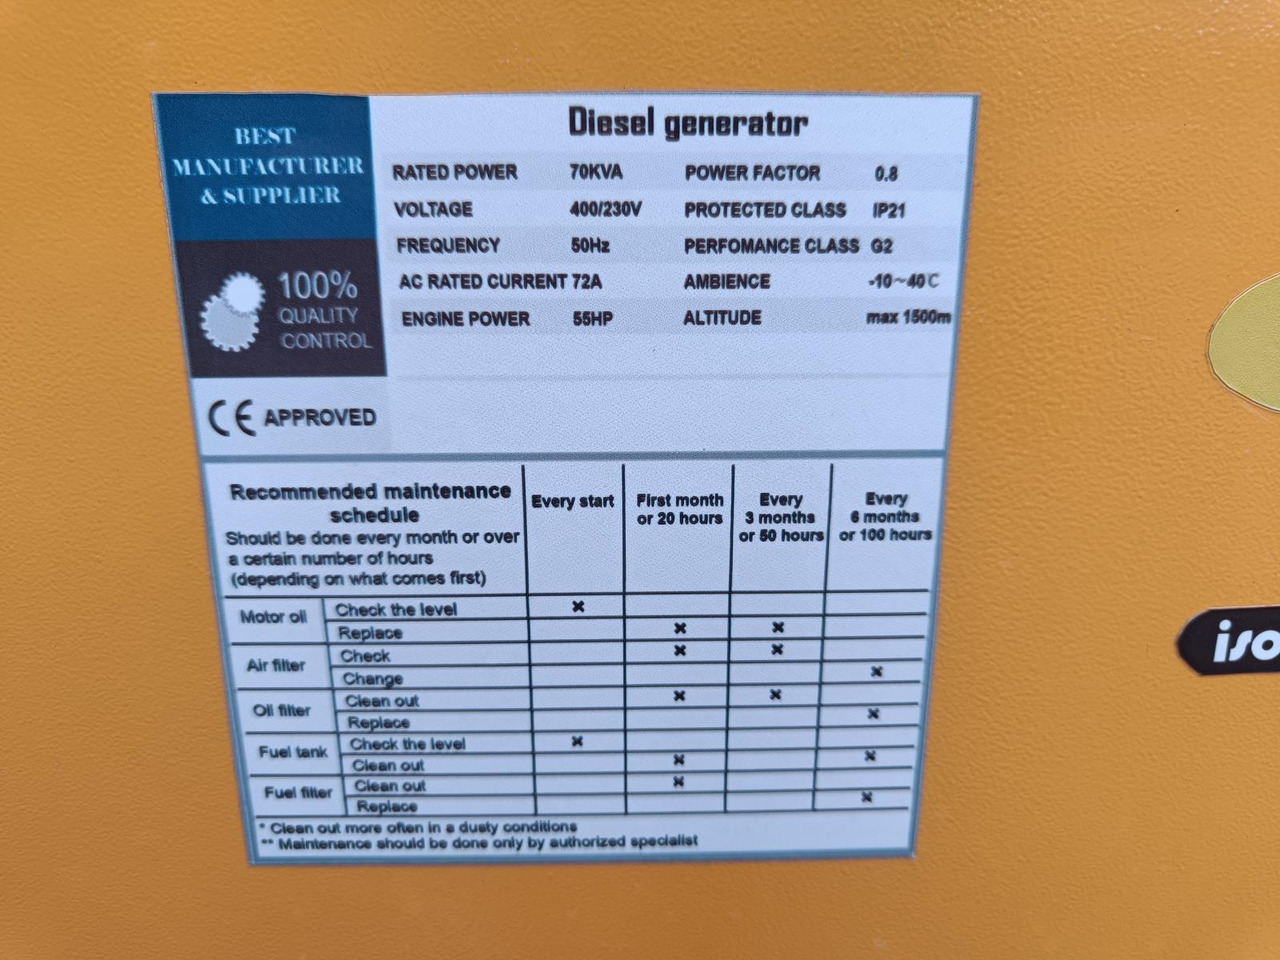 BEST
MANUFACTURER
& SUPPLIER
100%
QUALITY
CONTROL
CE APPROVED
Diesel generator
RATED POWER 70KVA POWER FACTOR 0.8
VOLTAGE 400/230V PROTECTED CLASS IP21
FREQUENCY 50Hz PERFOMANCE CLASS G2
AC RATED CURRENT 72A AMBIENCE -10~40℃
ENGINE POWER 55HP ALTITUDE max 1500m
Recommended maintenance
schedule
Should be done every month or over
a certain number of hours
(depending on what comes first)
Every start
First month
or 20 hours
Every
3 months
or 50 hours
Every
6 months
or 100 hours
Motor oil
Check the level ×
Replace × ×
Air filter
Check × ×
Change ×
Oil filter
Clean out × ×
Replace ×
Fuel tank
Check the level ×
Clean out × ×
Fuel filter
Clean out ×
Replace ×
* Clean out more often in a dusty conditions
** Maintenance should be done only by authorized specialist
iso